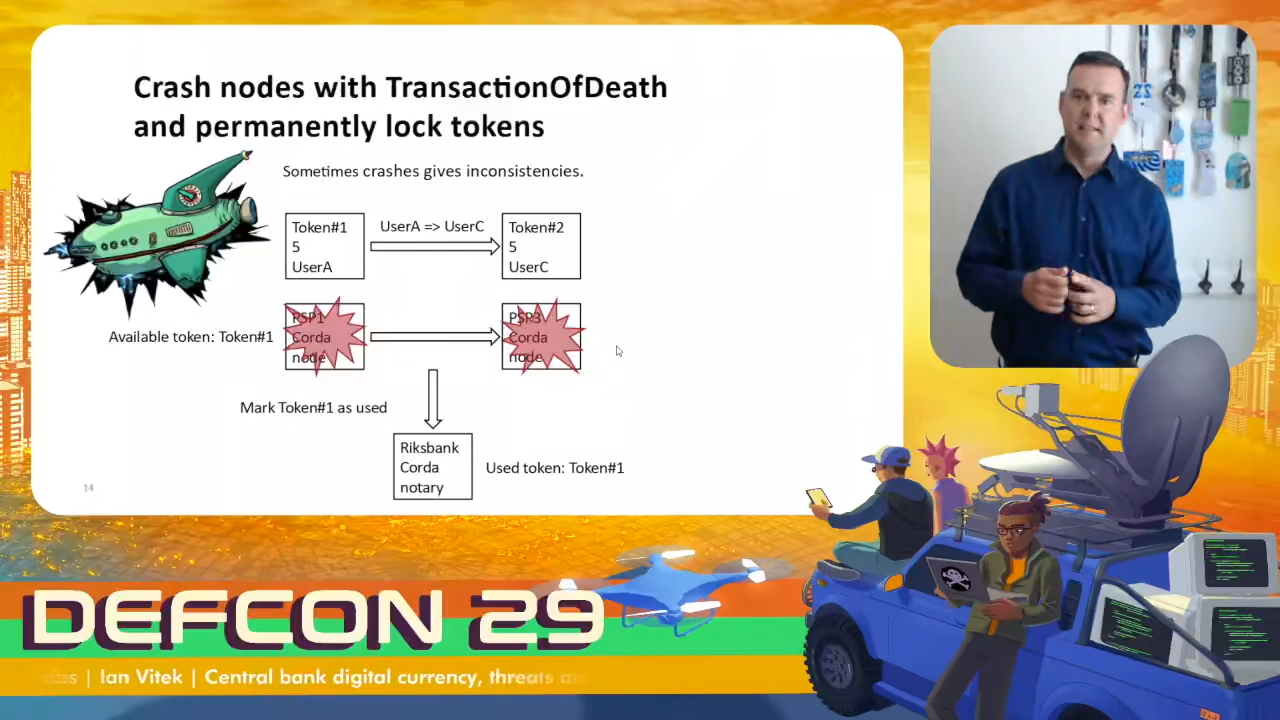 Crash nodes with TransactionOfDeath
and permanently lock tokens
Sometimes crashes gives inconsistencies.
Token#1
5
UserA
UserA => UserC
Token#2
5
UserC
Available token: Token#1
PSP1
Corda
node
PSP3
Corda
node
Mark Token#1 as used
Riksbank
Corda
notary
Used token: Token#1
14
DEFCON 29
| Ian Vitek | Central bank digital currency, threats